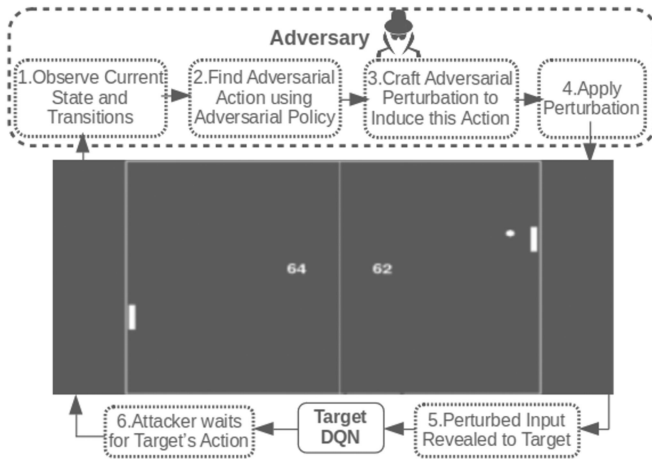 Adversary
1.Observe Current
State and
Transitions
2.Find Adversarial
Action using
Adversarial Policy
3.Craft Adversarial
Perturbation to
Induce this Action
4.Apply
Perturbation
64
62
6.Attacker waits
for Target's Action
Target
DQN
5.Perturbed Input
Revealed to Target